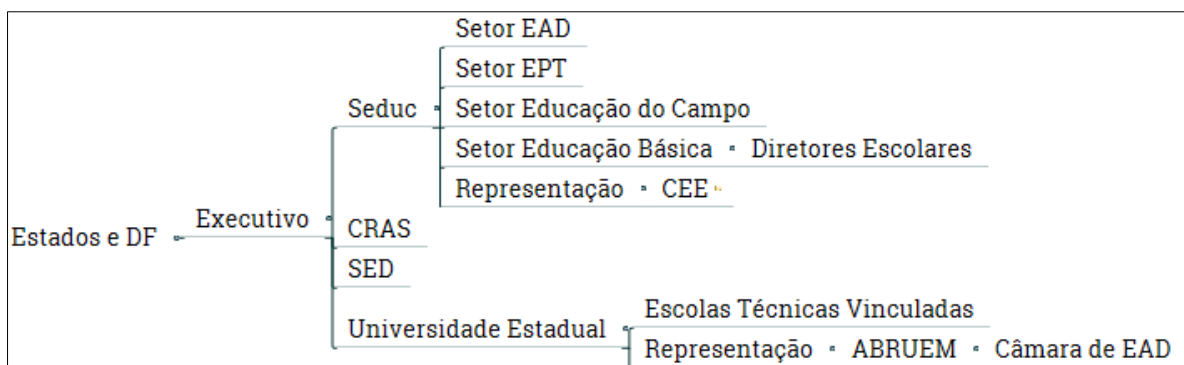 Setor EAD
Setor EPT
Seduc Setor Educação do Campo
Setor Educação Básica Diretores Escolares
Representação CEE
Executivo
CRAS
Estados e DF
SED
Escolas Técnicas Vinculadas
Universidade Estadual
Representação ABRUEM Câmara de EAD